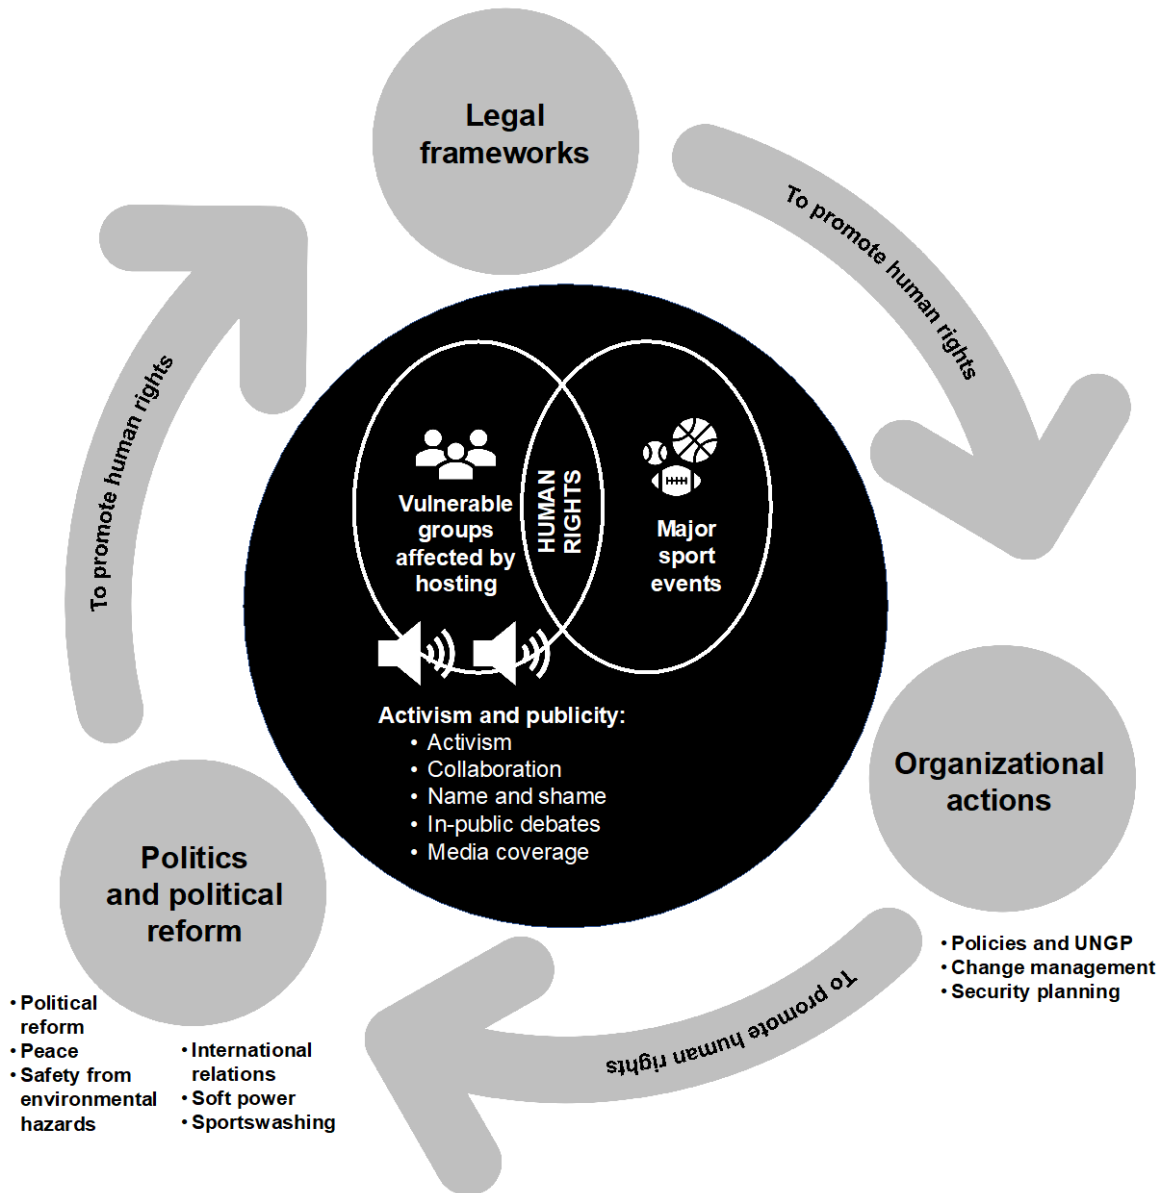 Legal
frameworks
To promote human rights
To promote human rights
Vulnerable
groups
affected by
hosting
HUMAN
RIGHTS
Major
sport
events
Activism and publicity:
• Activism
• Collaboration
• Name and shame
• In-public debates
• Media coverage
Organizational
actions
• Policies and UNGP
• Change management
• Security planning
To promote human rights
Politics
and political
reform
• Political
reform
• Peace
• Safety from
environmental
hazards
• International
relations
• Soft power
• Sportswashing